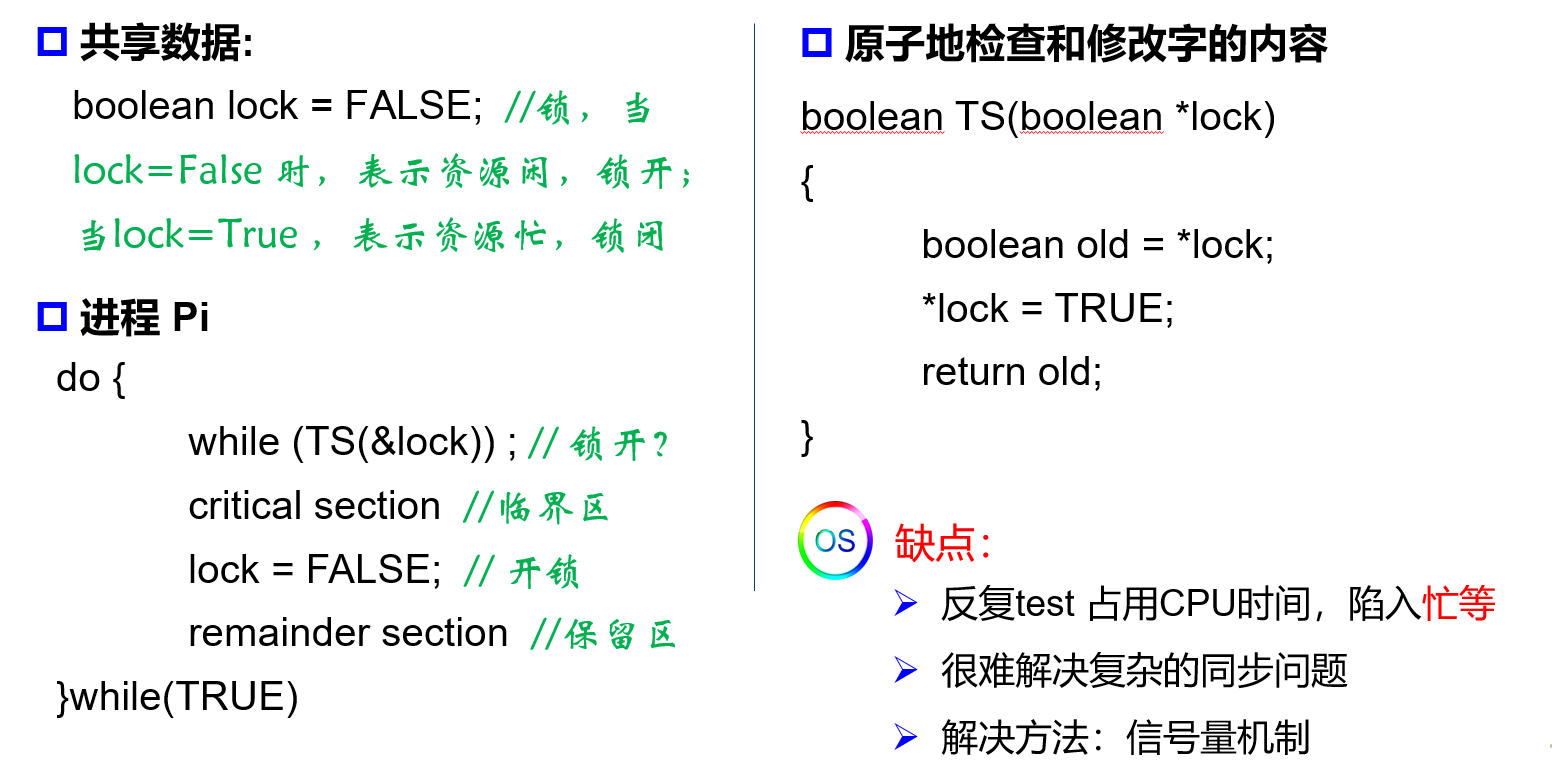 共享数据:
boolean lock = FALSE; //锁，当
lock=False 时，表示资源闲，锁开；
当lock=True ，表示资源忙，锁闭
进程 Pi
do {
while (TS(&lock)) ; // 锁开？
critical section //临界区
lock = FALSE; // 开锁
remainder section //保留区
}while(TRUE)
原子地检查和修改字的内容
boolean TS(boolean *lock)
{
boolean old = *lock;
*lock = TRUE;
return old;
}
OS
缺点：
反复test 占用CPU时间，陷入忙等
很难解决复杂的同步问题
解决方法：信号量机制